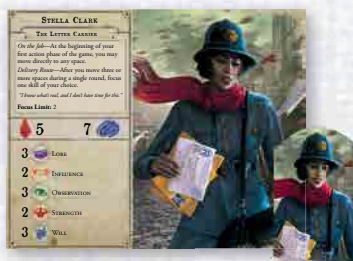 STELLA CLARK
THE LETTER CARRIER
On the Job—At the beginning of your
first action phase of the game, you may
move directly to any space.
Delivery Route—After you move three or
more spaces during a single round, focus
one skill of your choice.
"I know what's real, and I don't have time for this."
Focus Limit: 2
5 7
3 LORE
2 INFLUENCE
3 OBSERVATION
2 STRENGTH
3 WILL